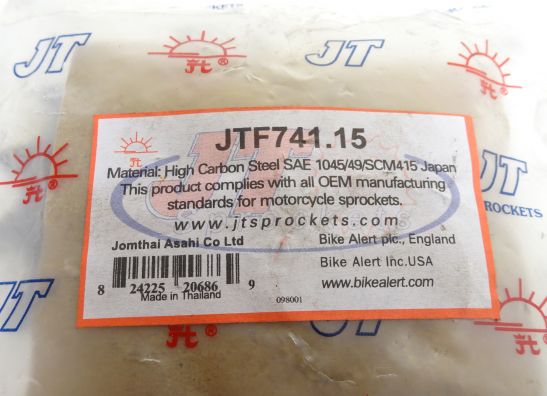 JT
JT
JT
JTF741.15
Material: High Carbon Steel SAE 1045/49/SCM415 Japan
This product complies with all OEM manufacturing
standards for motorcycle sprockets.
www.jtsprockets.com
Jomthai Asahi Co Ltd
Bike Alert plc., England
Bike Alert Inc.USA
8 24225 20686 9
www.bikealert.com
Made in Thailand
098001
SPROCKETS
JT